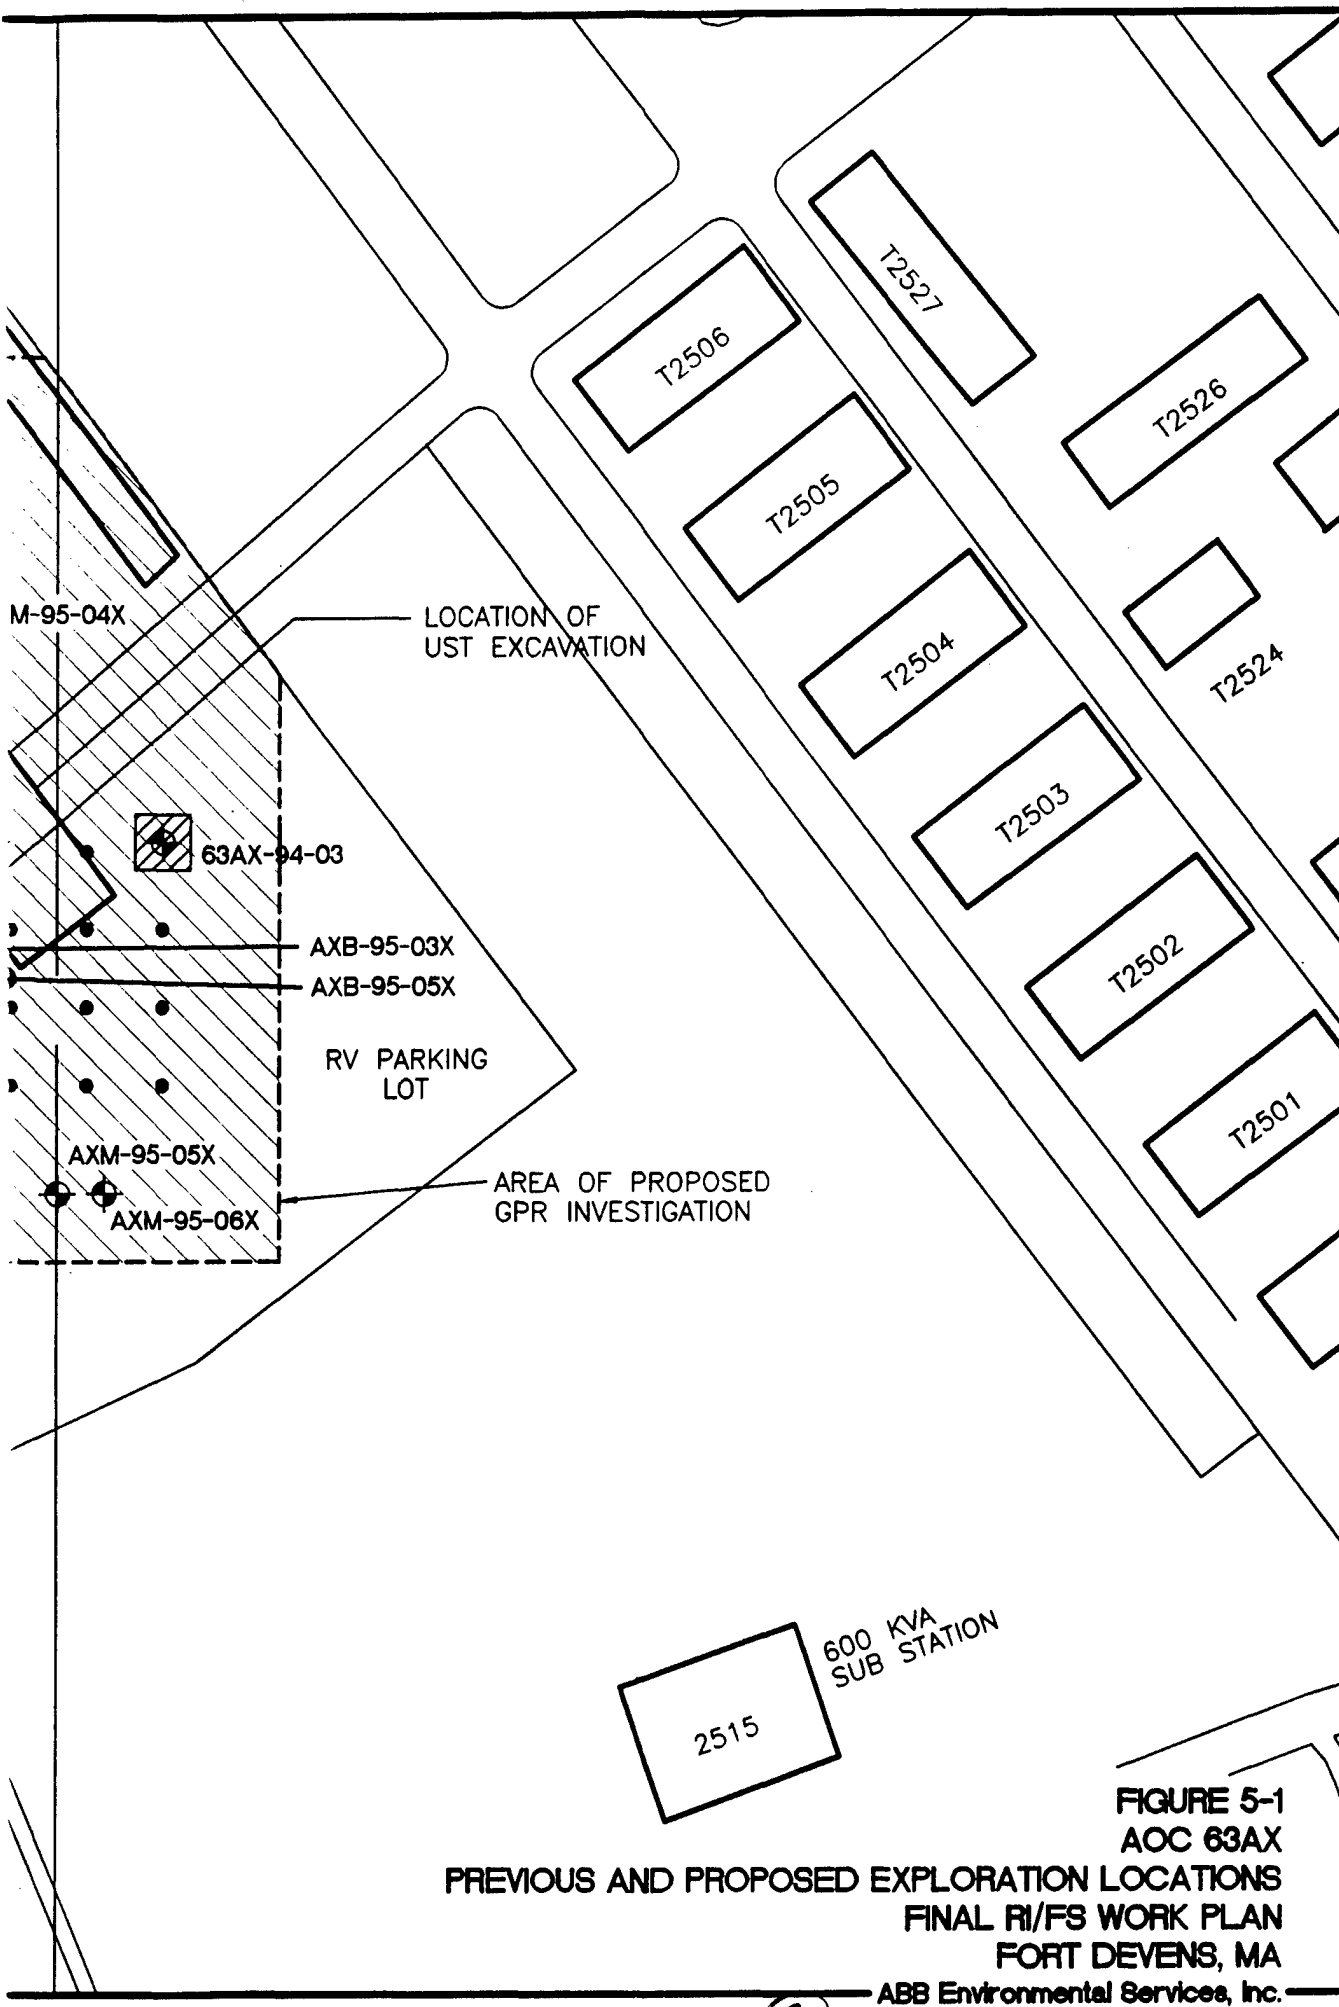 T2527
T2506
T2526
T2505
M-95-04X
LOCATION OF
UST EXCAVATION
T2504
T2524
T2503
63AX-94-03
AXB-95-03X
T2502
AXB-95-05X
RV PARKING
LOT
T2501
AXM-95-05X
AREA OF PROPOSED
GPR INVESTIGATION
AXM-95-06X
600 KVA
SUB STATION
2515
FIGURE 5-1
AOC 63AX
PREVIOUS AND PROPOSED EXPLORATION LOCATIONS
FINAL RI/FS WORK PLAN
FORT DEVENS, MA
ABB Environmental Services, Inc.